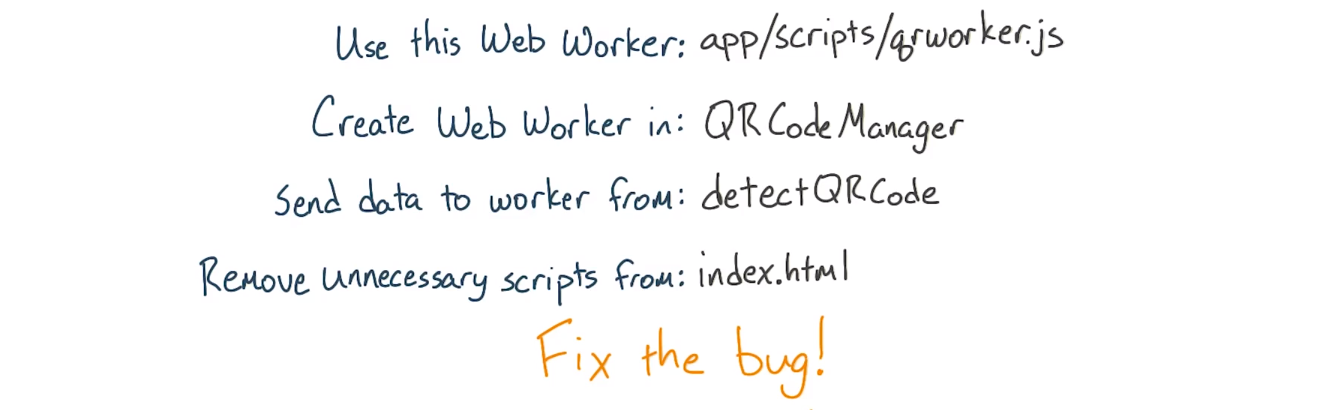 Use this Web Worker: app/scripts/qrworker.js
Create Web Worker in: QRCodeManager
Send data to worker from: detectQRCode
Remove unnecessary scripts from: index.html
Fix the bug!